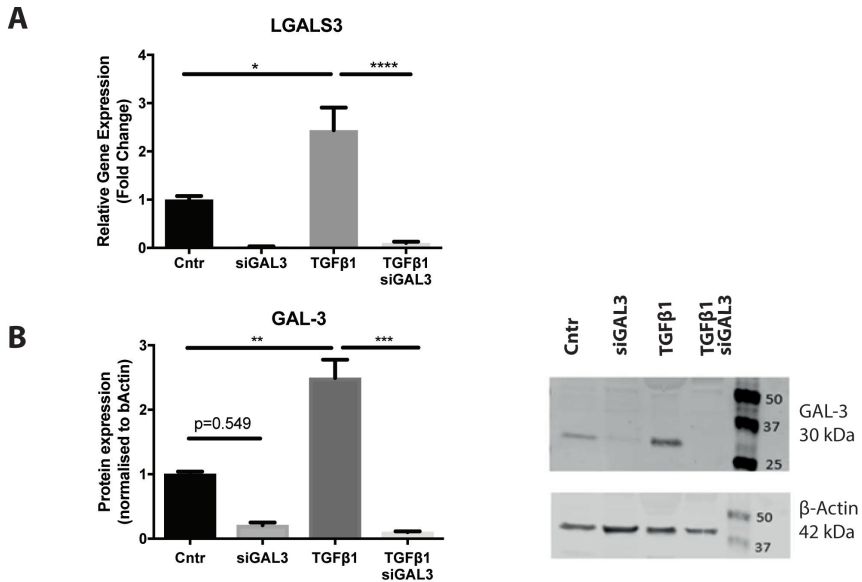 A
LGALS3
Relative Gene Expression
(Fold Change)
4
3
2
1
0
*
****
Cntr
siGAL3
TGFβ1
TGFβ1
siGAL3
B
GAL-3
Protein expression
(normalised to bActin)
3
2
1
0
**
***
p=0.549
Cntr
siGAL3
TGFβ1
TGFβ1
siGAL3
Cntr
siGAL3
TGFβ1
TGFβ1
siGAL3
50
37
25
GAL-3
30 kDa
50
37
β-Actin
42 kDa